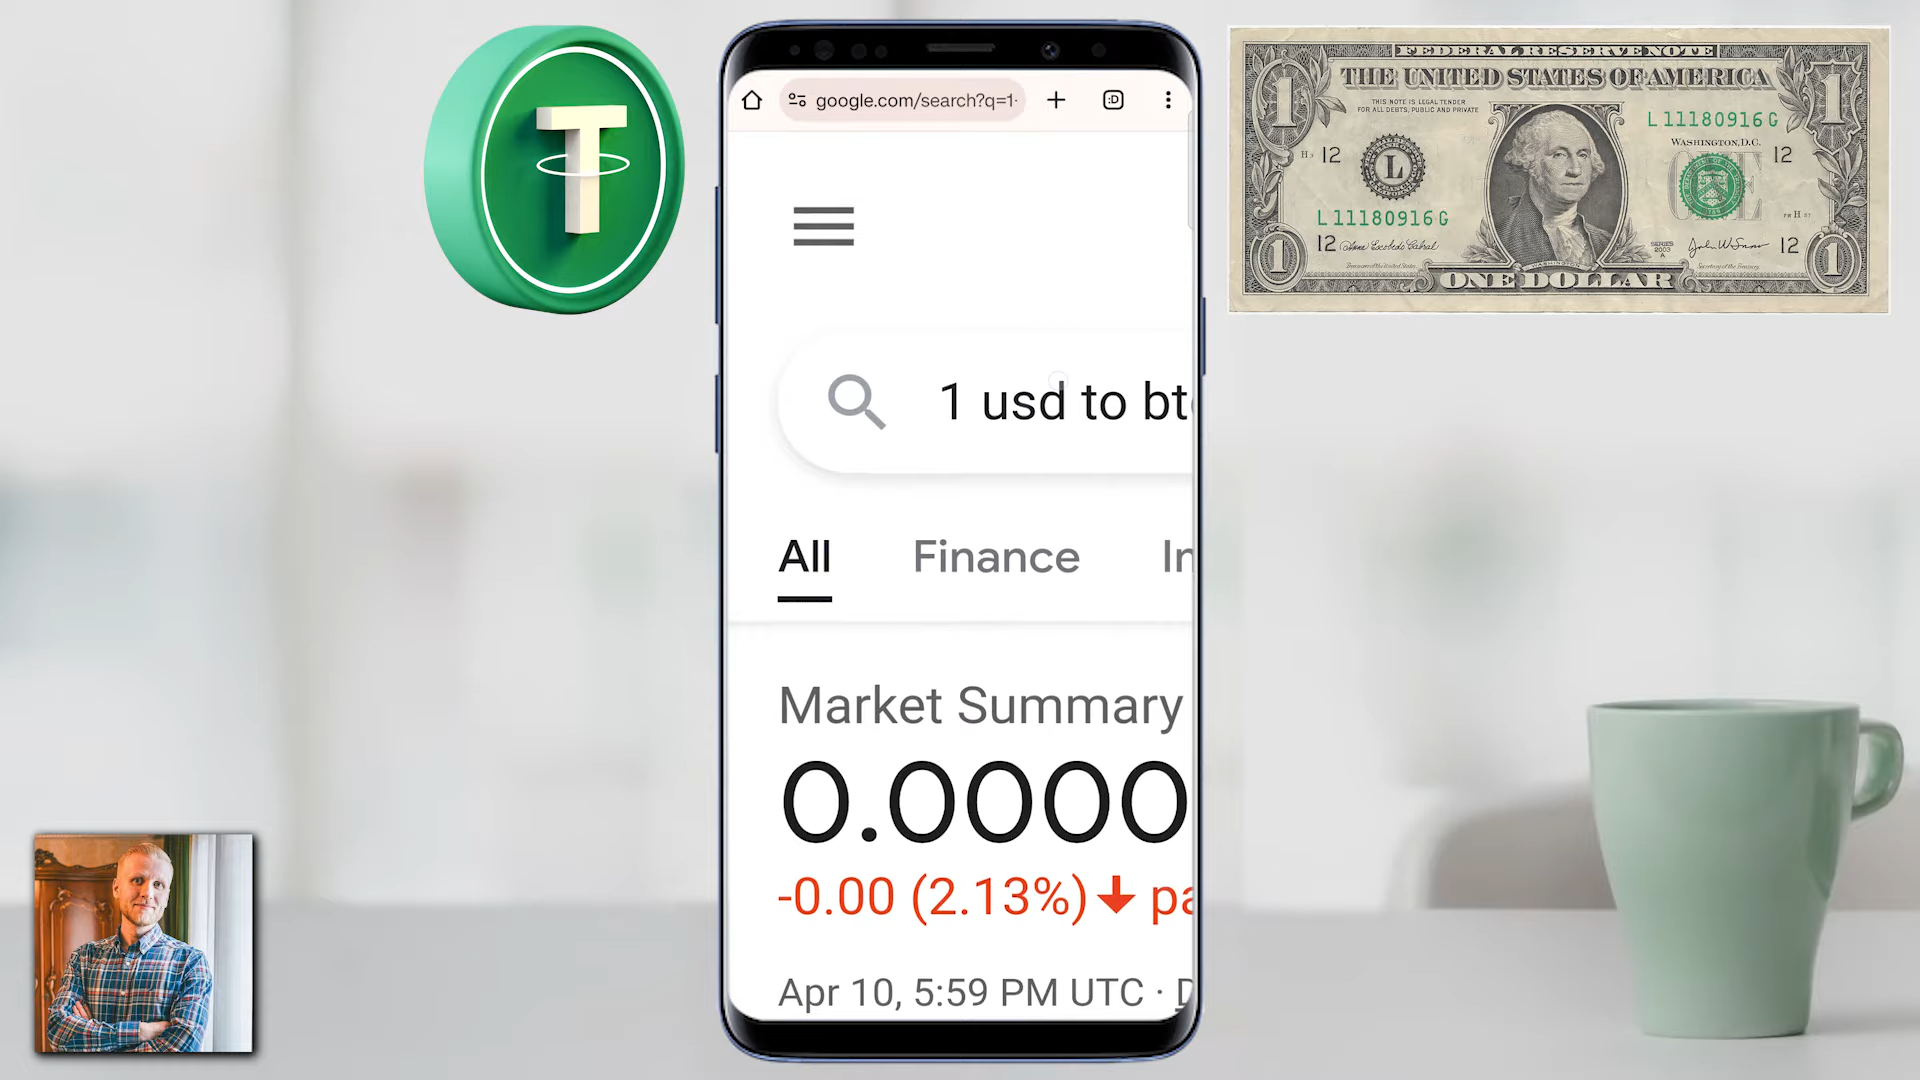 google.com/search?q=1
1 usd to bt
All
Finance
In
Market Summary
0.0000
-0.00 (2.13%) pa
Apr 10, 5:59 PM UTC ·
T
FEDERAL RESERVE NOTE
THE UNITED STATES OF AMERICA
THIS NOTE IS LEGAL TENDER
FOR ALL DEBTS, PUBLIC AND PRIVATE
L 11180916 G
WASHINGTON, D.C.
H 12
12
L
L 11180916 G
12
SERIES
2003
A
12
1
1
1
1
ONE DOLLAR